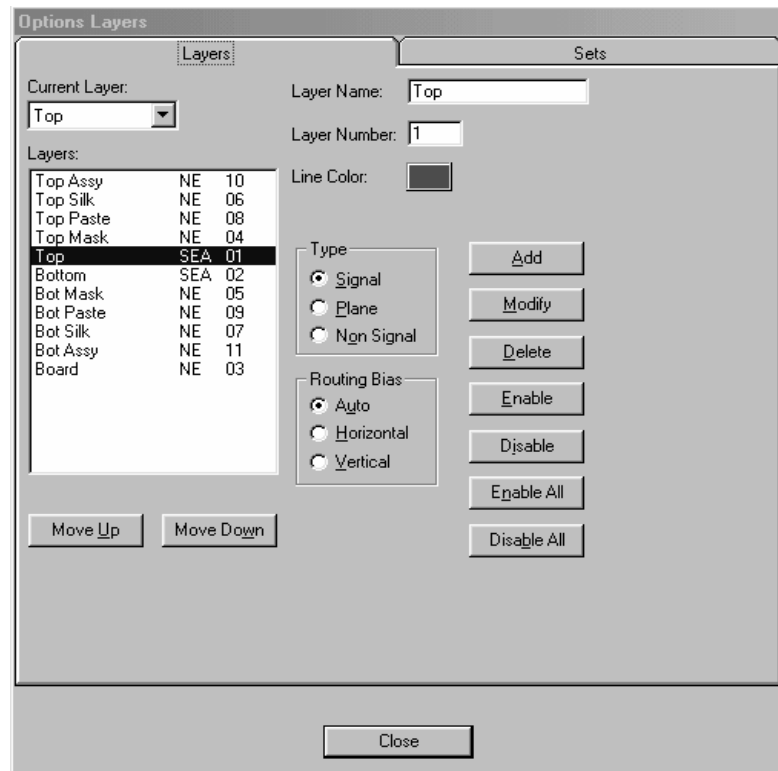 Options Layers
Layers
Sets
Current Layer:
Top
Layers:
Top Assy NE 10
Top Silk NE 06
Top Paste NE 08
Top Mask NE 04
Top SEA 01
Bottom SEA 02
Bot Mask NE 05
Bot Paste NE 09
Bot Silk NE 07
Bot Assy NE 11
Board NE 03
Move Up
Move Down
Layer Name: Top
Layer Number: 1
Line Color:
Type
Signal
Plane
Non Signal
Routing Bias
Auto
Horizontal
Vertical
Add
Modify
Delete
Enable
Disable
Enable All
Disable All
Close